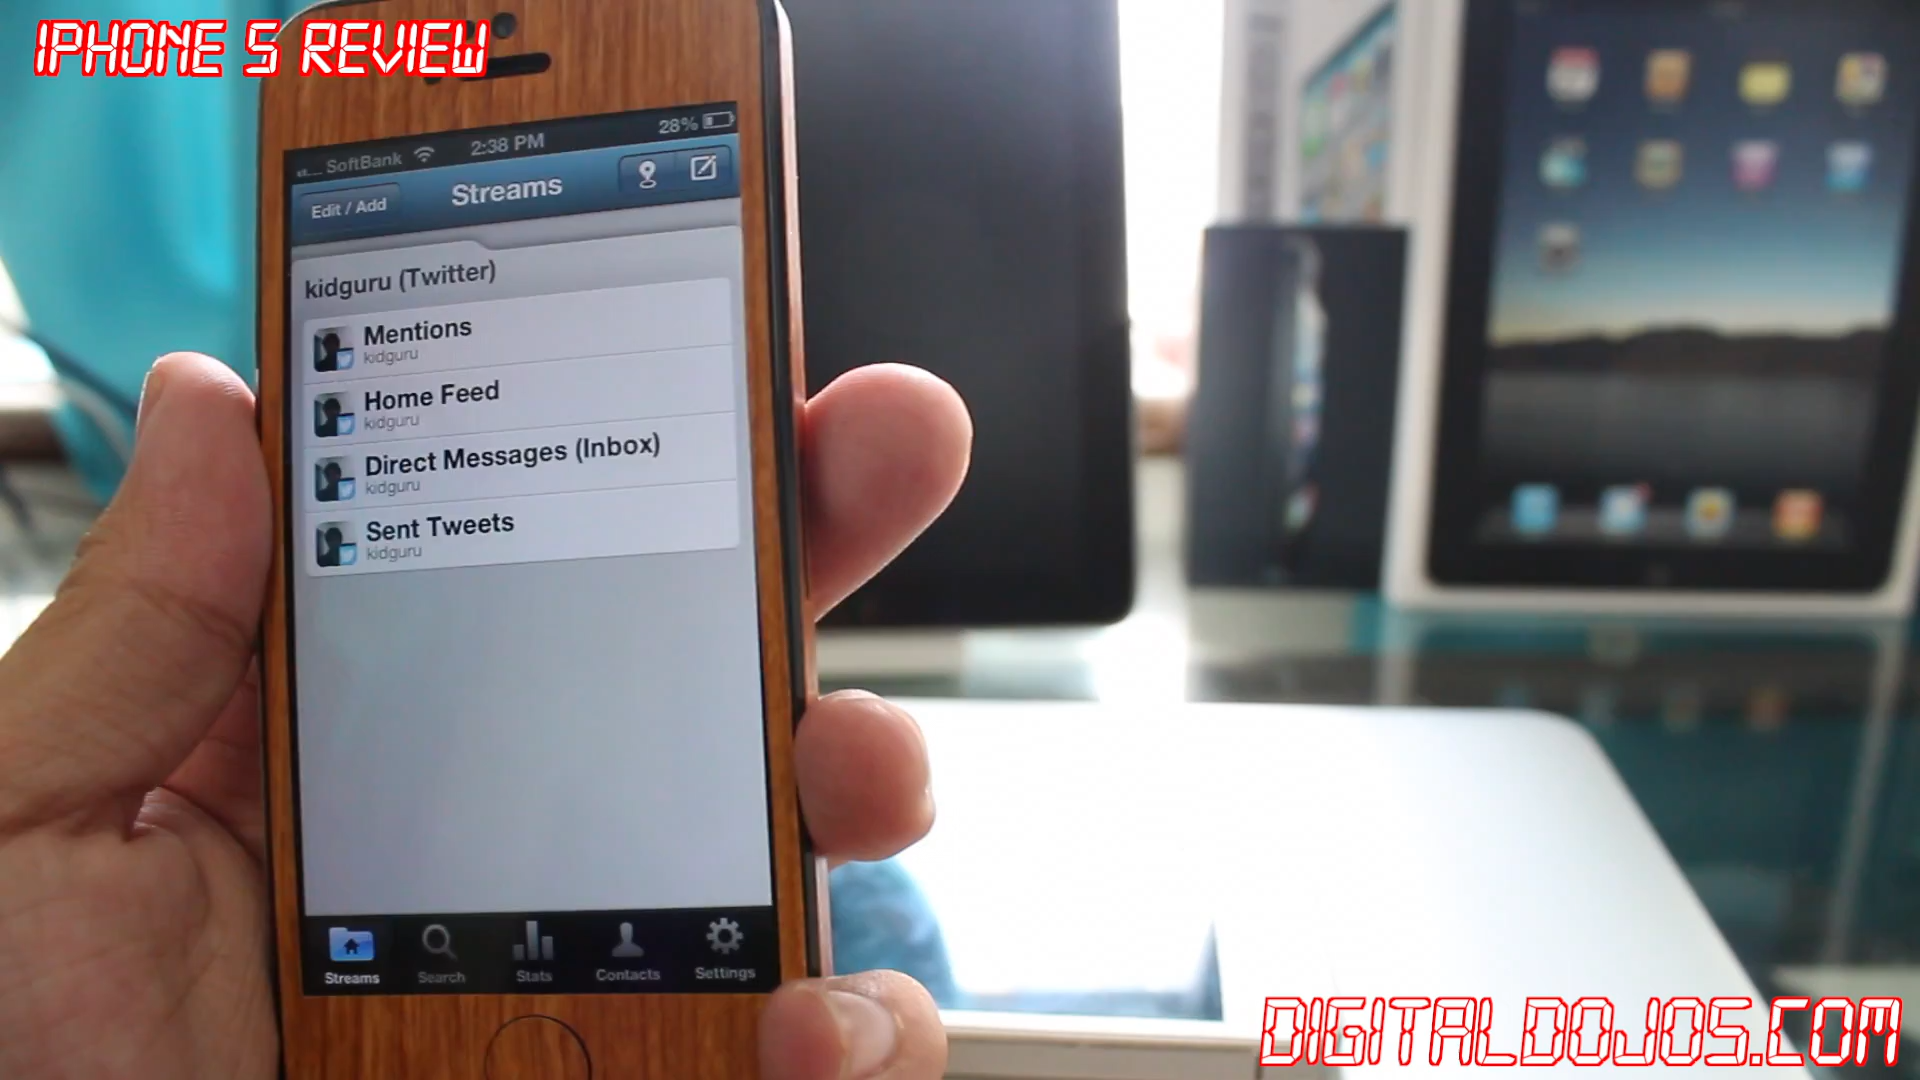 IPHONE 5 REVIEW
SoftBank 2:38 PM 28%
Edit / Add Streams
kidguru (Twitter)
Mentions
kidguru
Home Feed
kidguru
Direct Messages (Inbox)
kidguru
Sent Tweets
kidguru
Streams Search Stats Contacts Settings
DIGITALDOJOS.COM